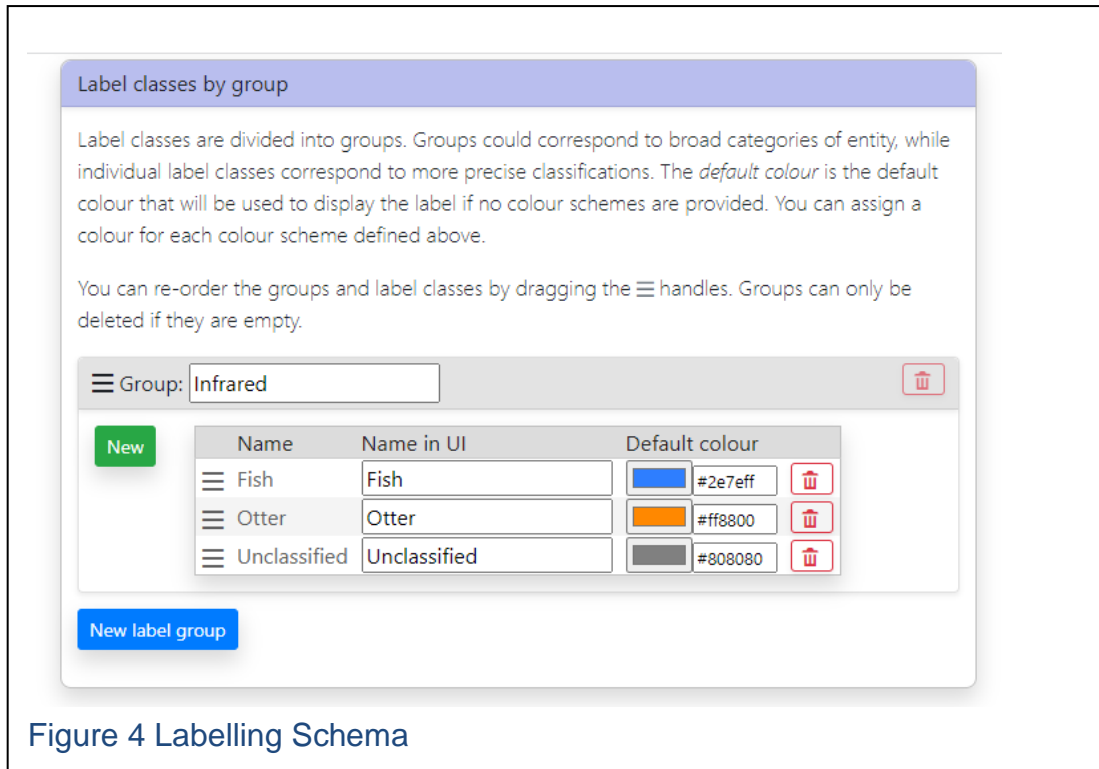 Label classes by group
Label classes are divided into groups. Groups could correspond to broad categories of entity, while
individual label classes correspond to more precise classifications. The default colour is the default
colour that will be used to display the label if no colour schemes are provided. You can assign a
colour for each colour scheme defined above.
You can re-order the groups and label classes by dragging the ☰ handles. Groups can only be
deleted if they are empty.
Group: Infrared
New Name Name in UI Default colour
Fish Fish #2e7eff
Otter Otter #ff8800
Unclassified Unclassified #808080
New label group
Figure 4 Labelling Schema